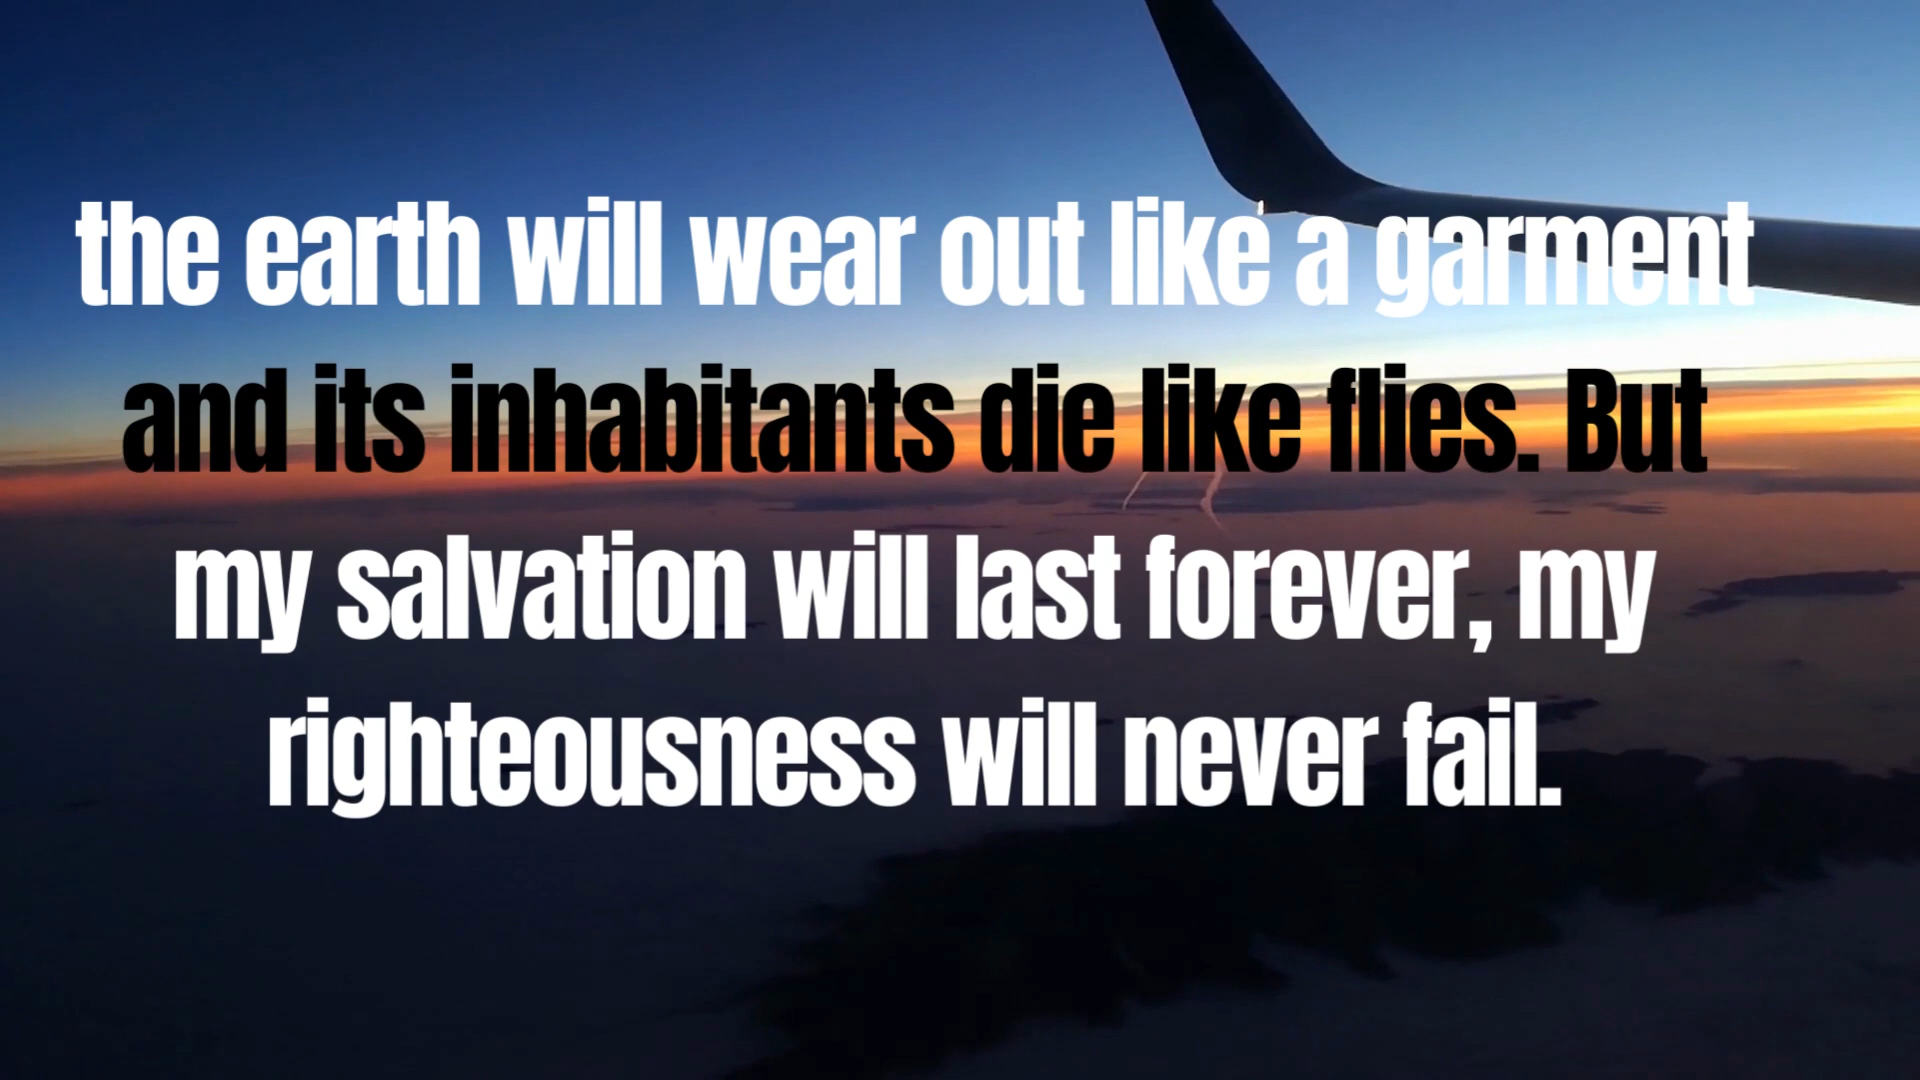 the earth will wear out like a garment
and its inhabitants die like flies. But
my salvation will last forever, my
righteousness will never fail.